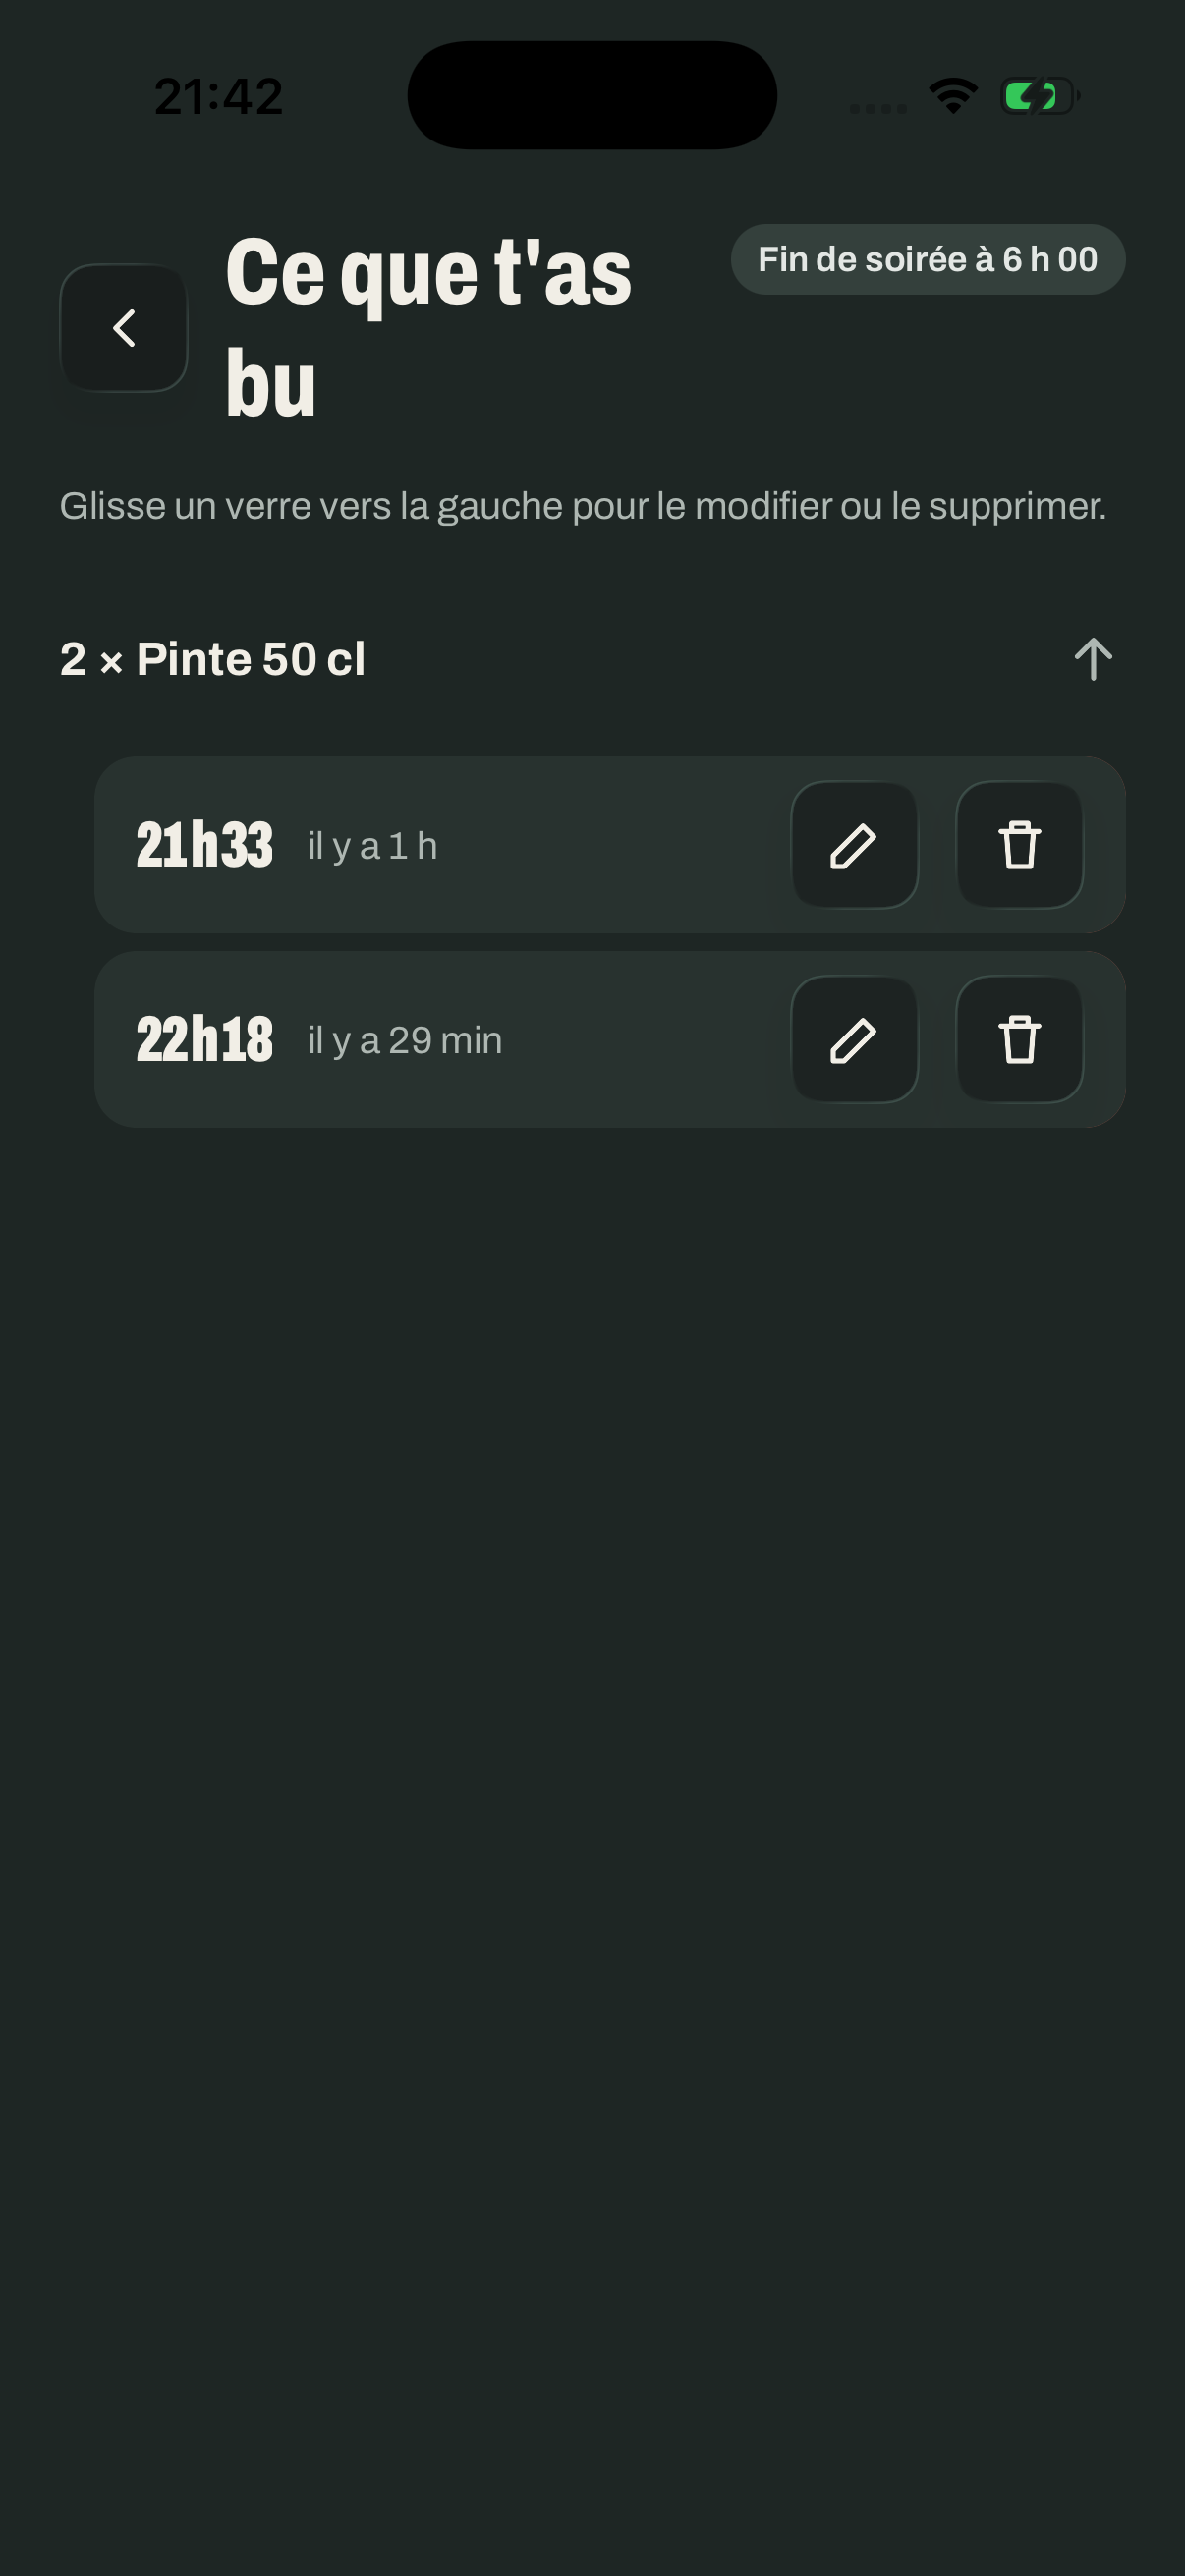 21:42
Ce que t'as
bu
Fin de soirée à 6 h 00
Glisse un verre vers la gauche pour le modifier ou le supprimer.
2 × Pinte 50 cl
21h33 il y a 1 h
22h18 il y a 29 min